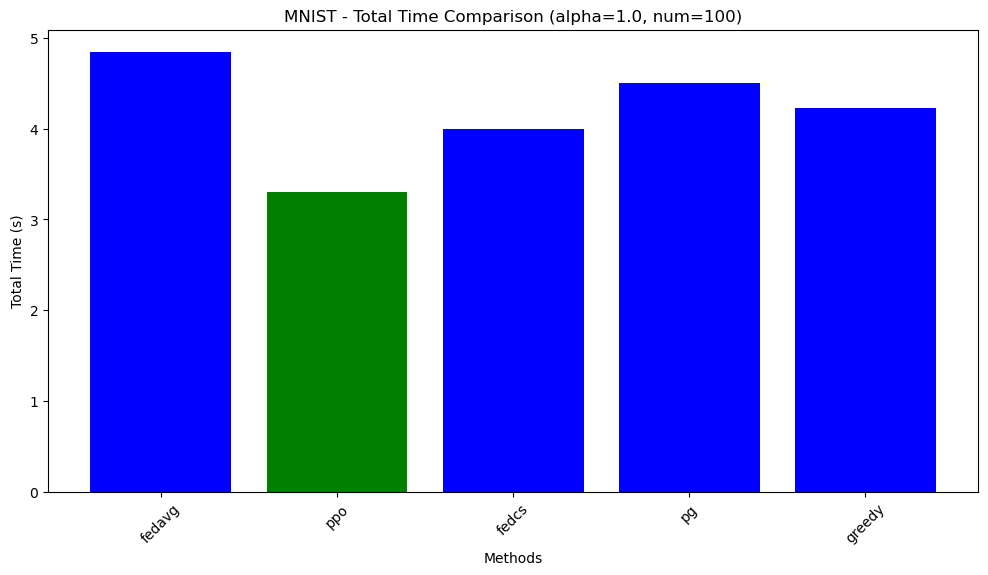 MNIST - Total Time Comparison (alpha=1.0, num=100)
Total Time (s)
5
4
3
2
1
0
fedavg
ppo
fedcs
pg
greedy
Methods